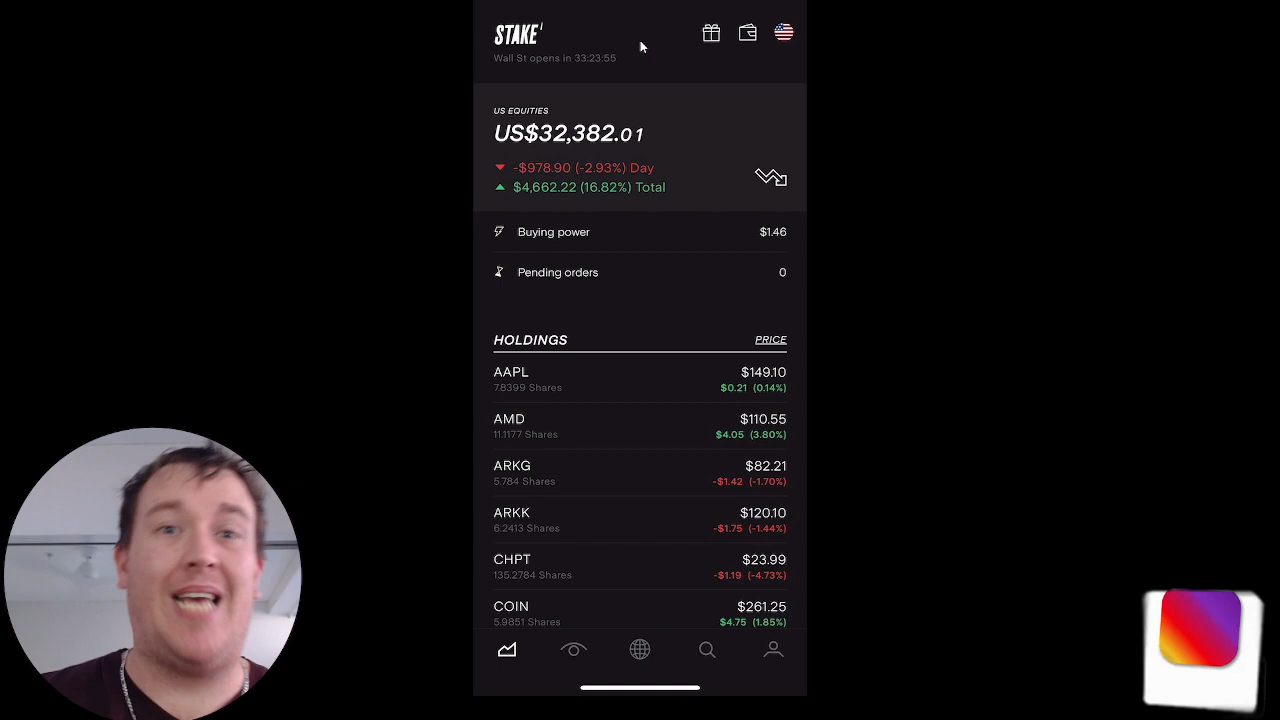 STAKE
Wall St opens in 33:23:55
US EQUITIES
US$32,382.01
-$978.90 (-2.93%) Day
$4,662.22 (16.82%) Total
Buying power $1.46
Pending orders 0
HOLDINGS PRICE
AAPL $149.10
7.8399 Shares $0.21 (0.14%)
AMD $110.55
11.1177 Shares $4.05 (3.80%)
ARKG $82.21
5.784 Shares -$1.42 (-1.70%)
ARKK $120.10
6.2413 Shares -$1.75 (-1.44%)
CHPT $23.99
135.2784 Shares -$1.19 (-4.73%)
COIN $261.25
5.9851 Shares $4.75 (1.85%)